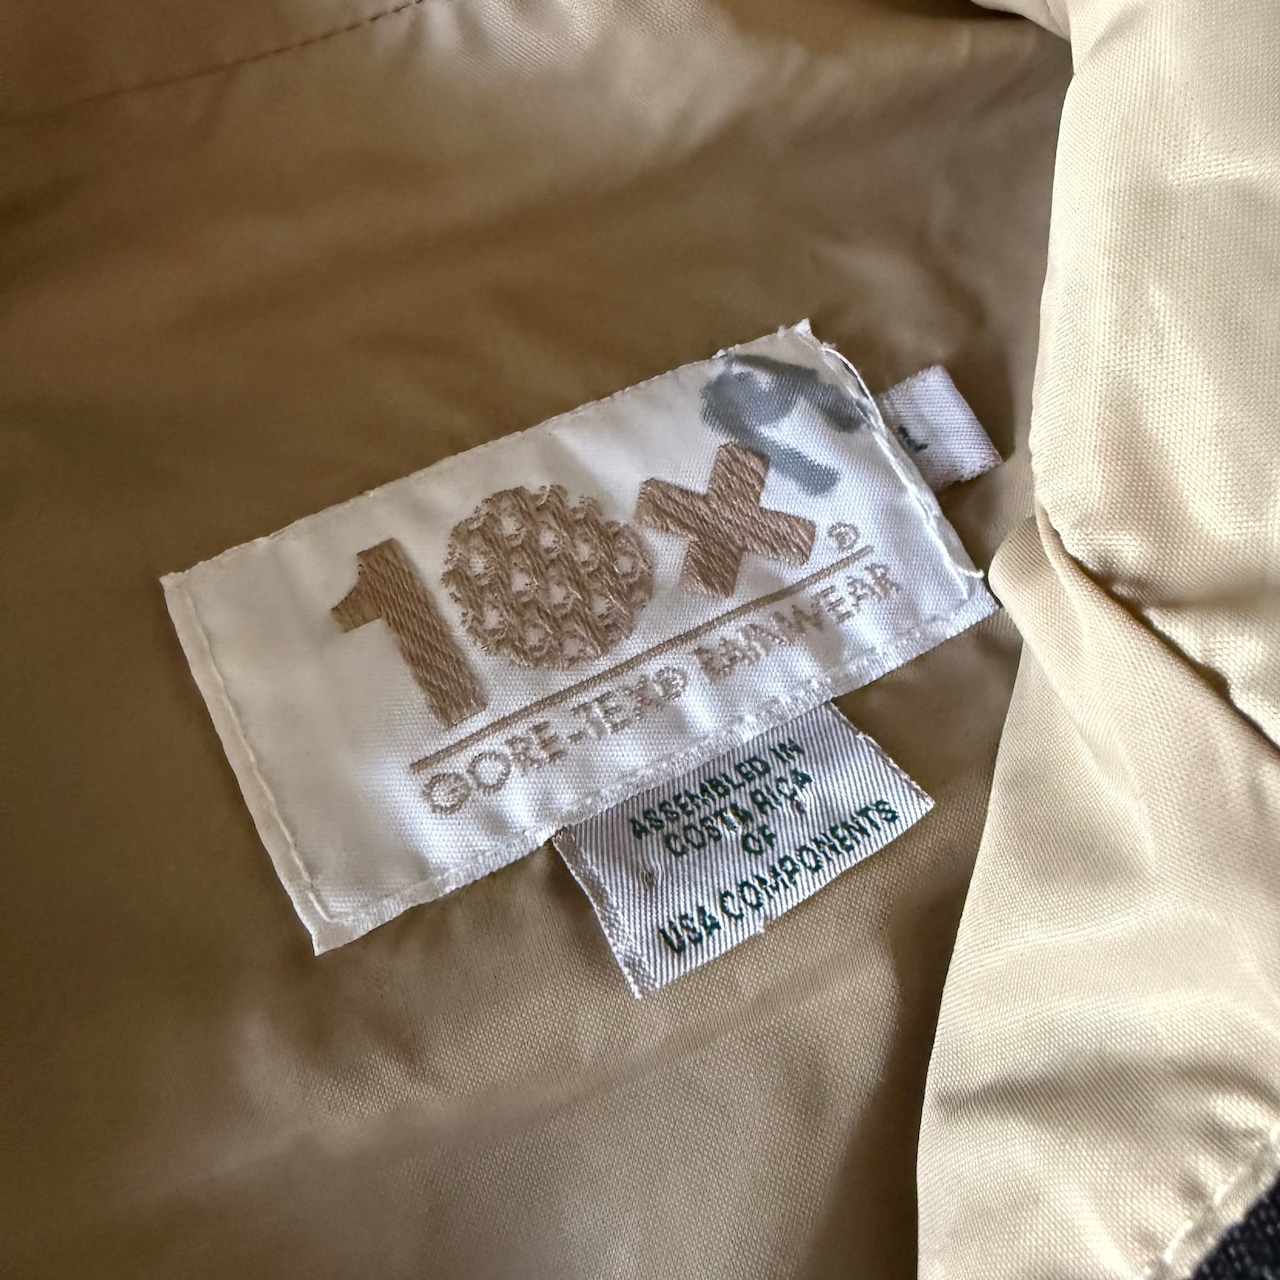 10x®
GORE-TEX® RAINWEAR
ASSEMBLED IN
COSTA RICA
OF
USA COMPONENTS